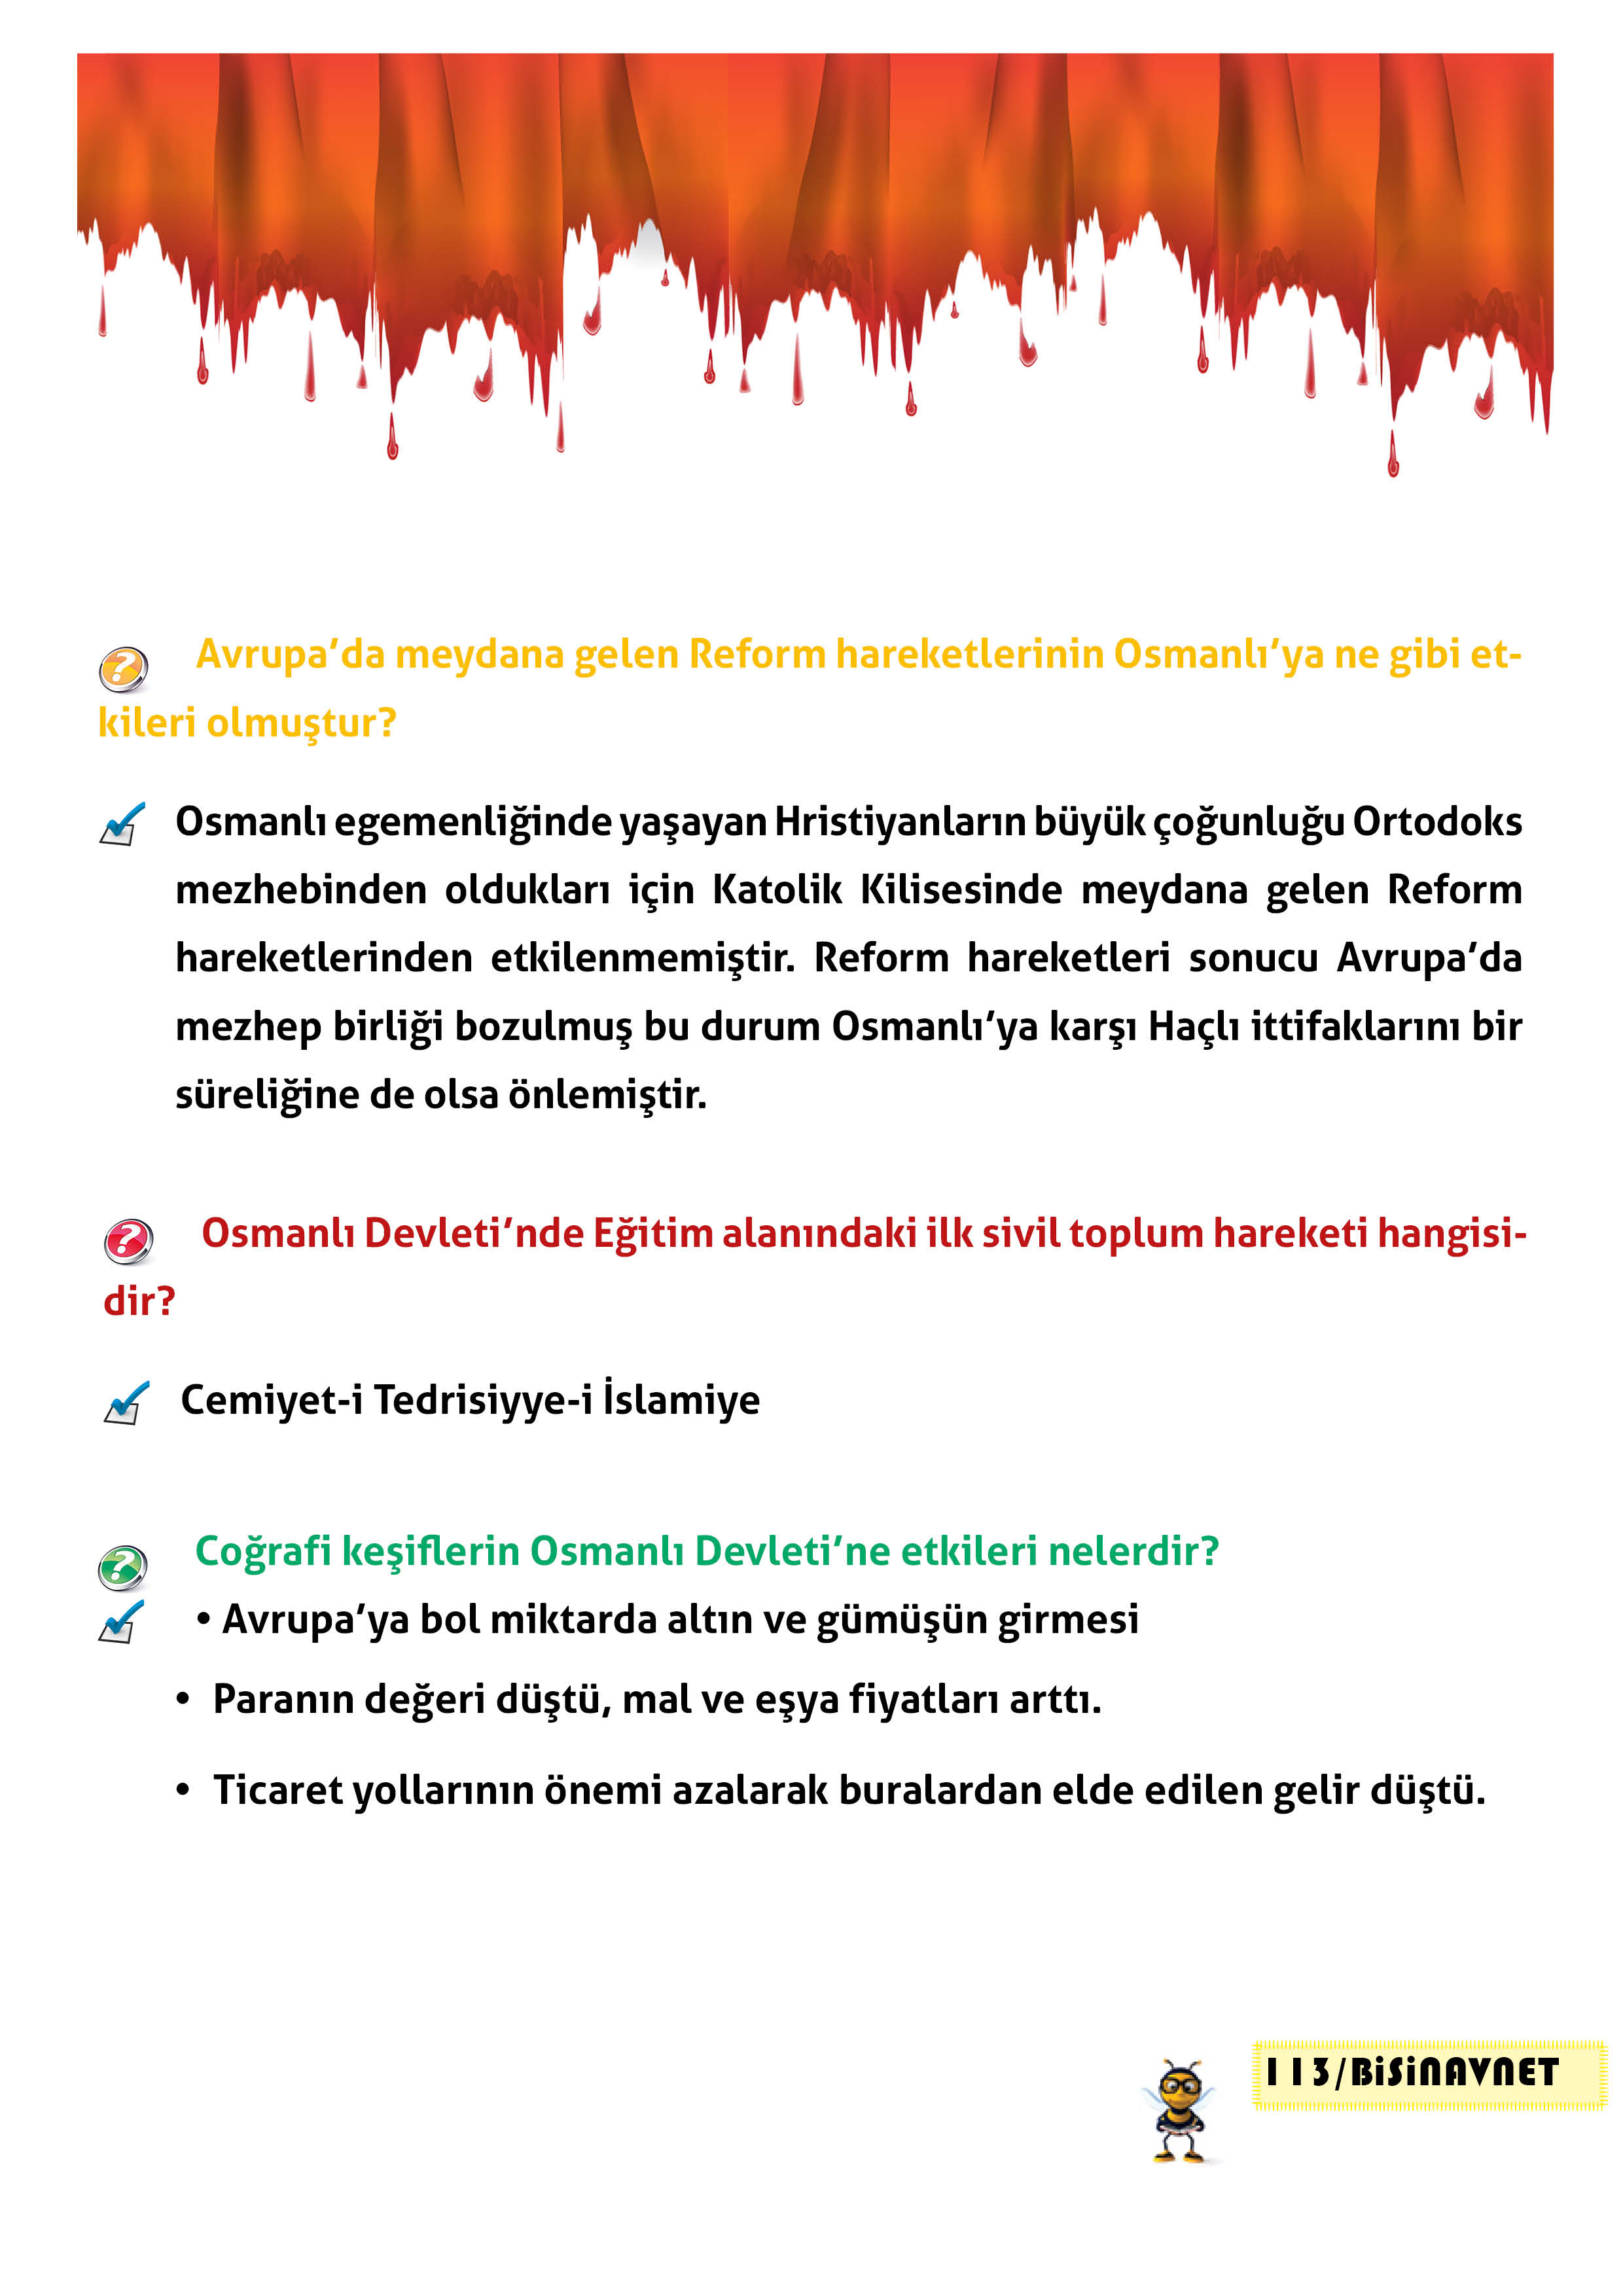 Avrupa’da meydana gelen Reform hareketlerinin Osmanlı’ya ne gibi et-
kileri olmuştur?
Osmanlı egemenliğinde yaşayan Hristiyanların büyük çoğunluğu Ortodoks
mezhebinden oldukları için Katolik Kilisesinde meydana gelen Reform
hareketlerinden etkilenmemiştir. Reform hareketleri sonucu Avrupa’da
mezhep birliği bozulmuş bu durum Osmanlı’ya karşı Haçlı ittifaklarını bir
süreliğine de olsa önlemiştir.
Osmanlı Devleti’nde Eğitim alanındaki ilk sivil toplum hareketi hangisi-
dir?
Cemiyet-i Tedrisiyye-i İslamiye
Coğrafi keşiflerin Osmanlı Devleti’ne etkileri nelerdir?
• Avrupa’ya bol miktarda altın ve gümüşün girmesi
• Paranın değeri düştü, mal ve eşya fiyatları arttı.
• Ticaret yollarının önemi azalarak buralardan elde edilen gelir düştü.
113/BiSiNAVNET